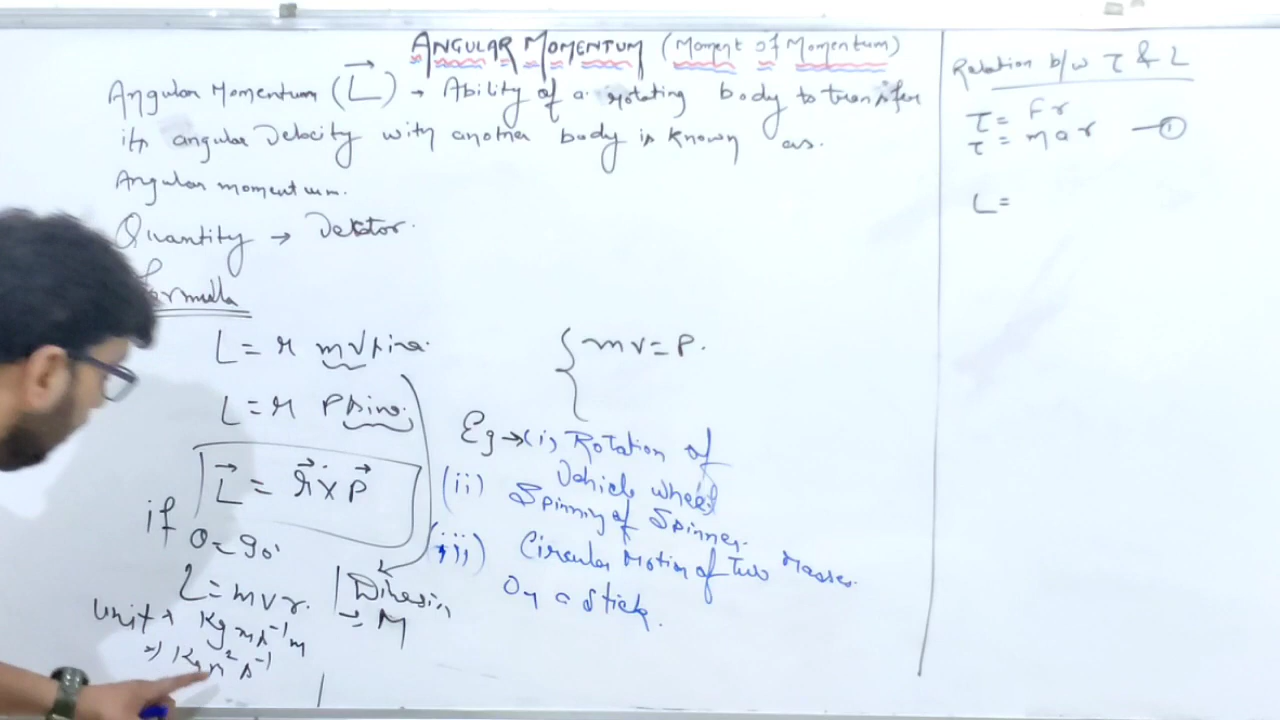 ANGULAR MOMENTUM (Moment of Momentum)
Angular Momentum (L) → Ability of a rotating body to transfer
its angular velocity with another body is known as.
Angular momentum.
Quantity → Vector.
Formula
L = r mv sinθ.
L = r P sinθ.
L = r × P
if θ = 90°
L = mvr.
unit → Kg m s⁻¹ m
⇒ Kg m² s⁻¹
Dimension
⇒ M
{ mv = P.
Eg → (i) Rotation of
Vehicle wheel
(ii) Spinning of Spinner.
(iii) Circular Motion of Two Masses.
On a Stick.
Relation b/w τ & L
τ = F r
τ = m a r —①
L =